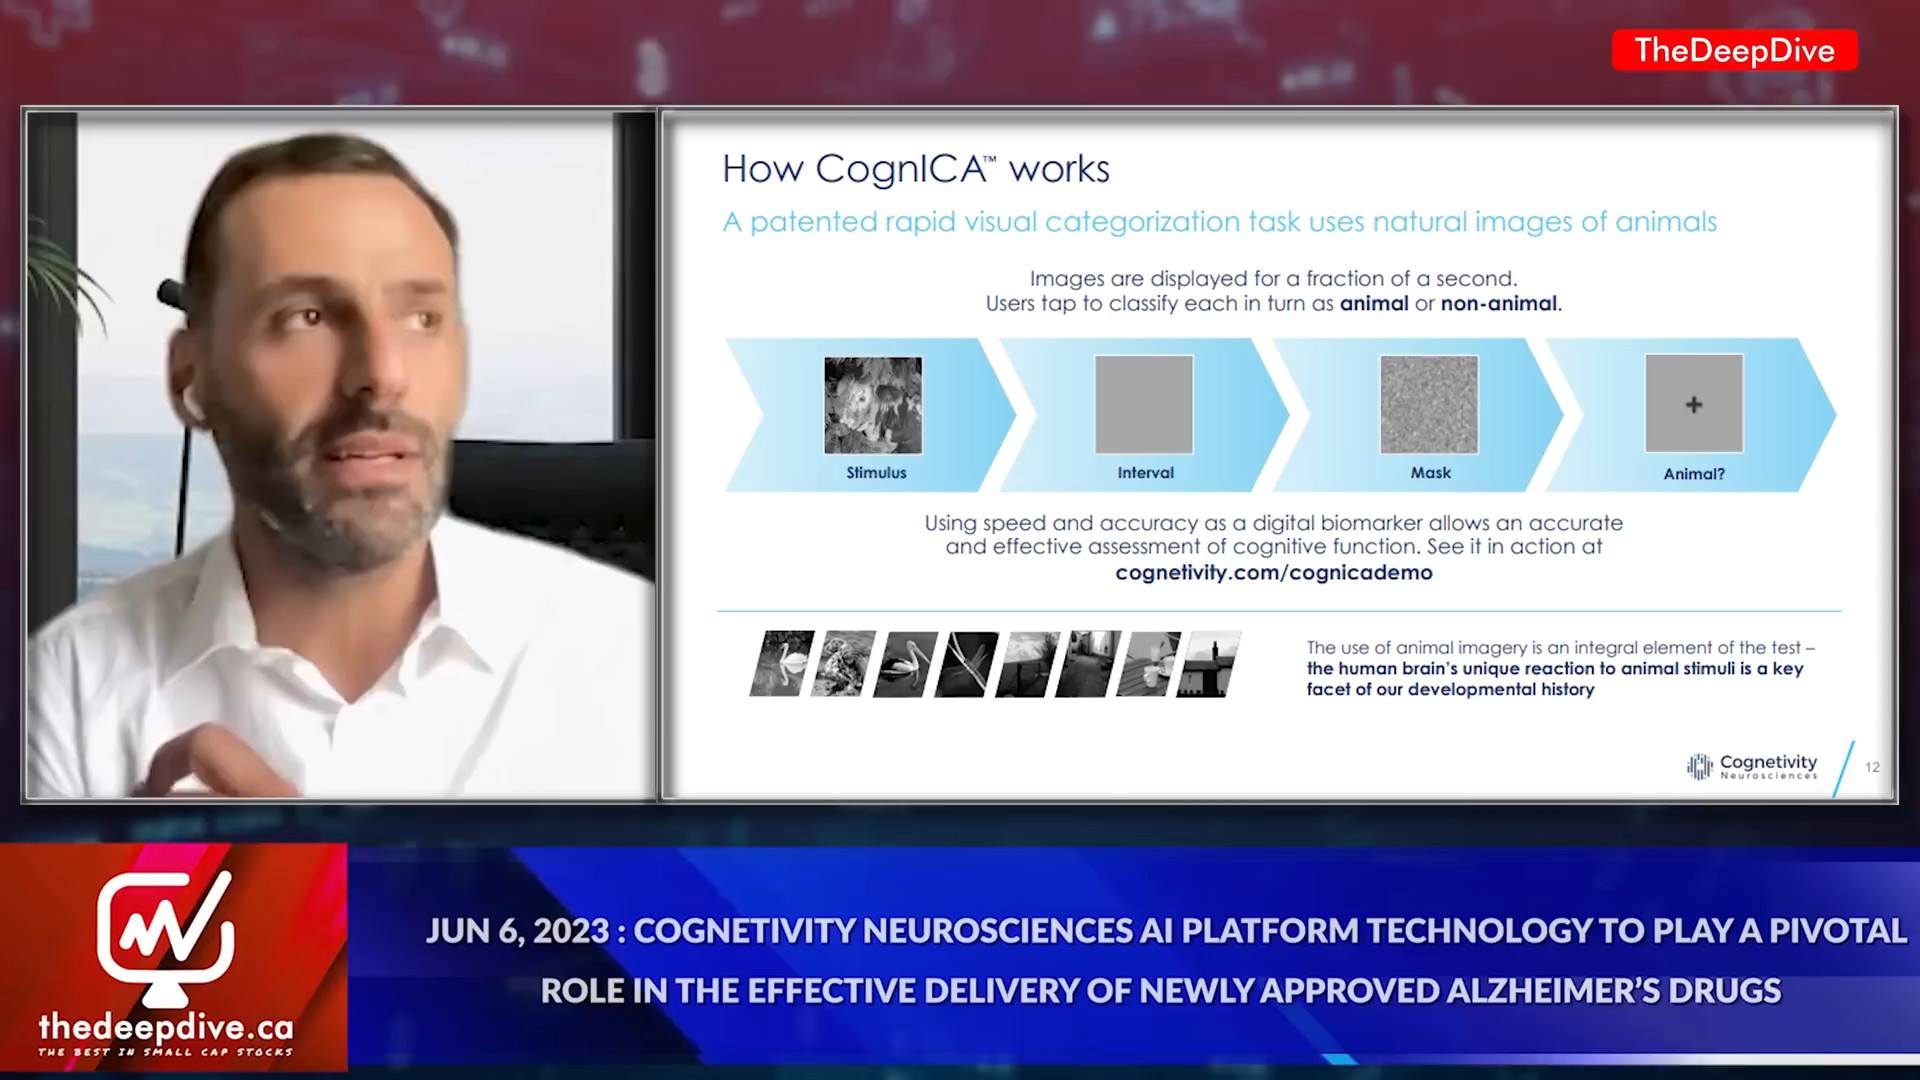 TheDeepDive
How CognICA™ works
A patented rapid visual categorization task uses natural images of animals
Images are displayed for a fraction of a second.
Users tap to classify each in turn as animal or non-animal.
Stimulus
Interval
Mask
+
Animal?
Using speed and accuracy as a digital biomarker allows an accurate
and effective assessment of cognitive function. See it in action at
cognetivity.com/cognicademo
The use of animal imagery is an integral element of the test –
the human brain's unique reaction to animal stimuli is a key
facet of our developmental history
Cognetivity
Neurosciences
12
JUN 6, 2023 : COGNETIVITY NEUROSCIENCES AI PLATFORM TECHNOLOGY TO PLAY A PIVOTAL
ROLE IN THE EFFECTIVE DELIVERY OF NEWLY APPROVED ALZHEIMER'S DRUGS
thedeepdive.ca
THE BEST IN SMALL CAP STOCKS